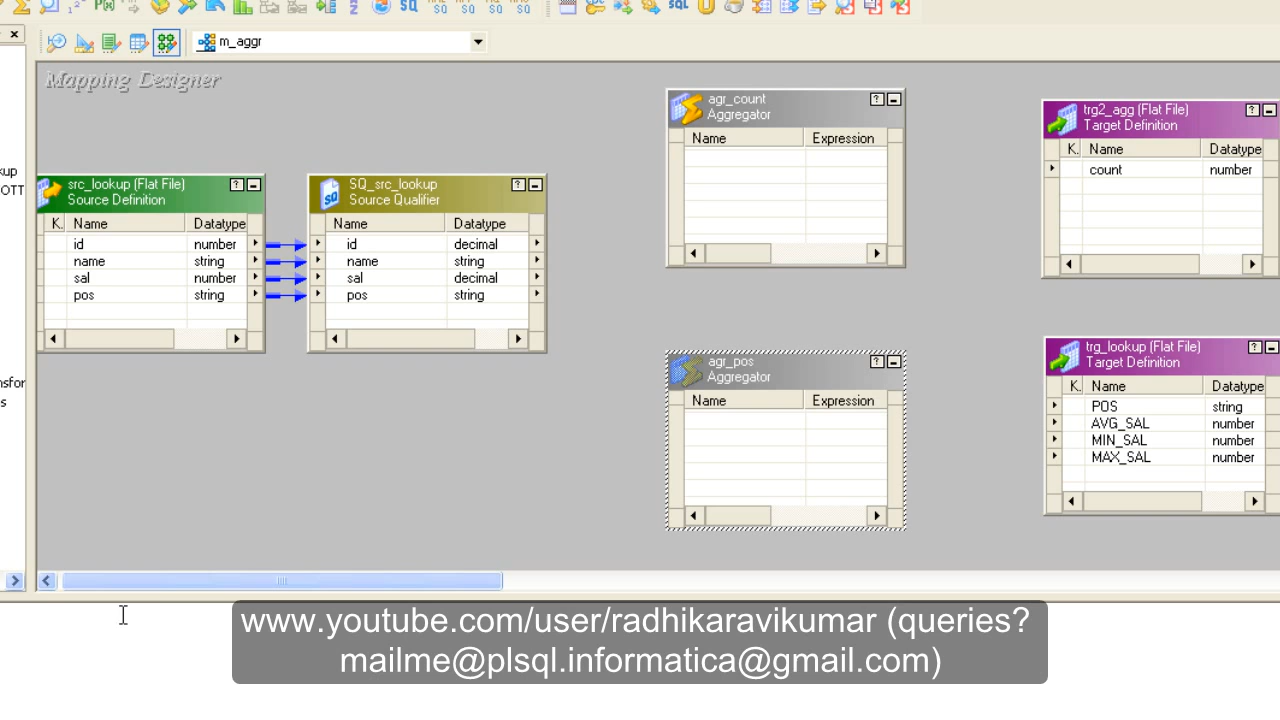 m_aggr
Mapping Designer
kup
OTT
nsfor
s
src_lookup (Flat File)
Source Definition
K. Name Datatype
id number
name string
sal number
pos string
SQ_src_lookup
Source Qualifier
Name Datatype
id decimal
name string
sal decimal
pos string
agr_count
Aggregator
Name Expression
agr_pos
Aggregator
Name Expression
trg2_agg (Flat File)
Target Definition
K. Name Datatype
count number
trg_lookup (Flat File)
Target Definition
K. Name Datatype
POS string
AVG_SAL number
MIN_SAL number
MAX_SAL number
www.youtube.com/user/radhikaravikumar (queries?
mailme@plsql.informatica@gmail.com)